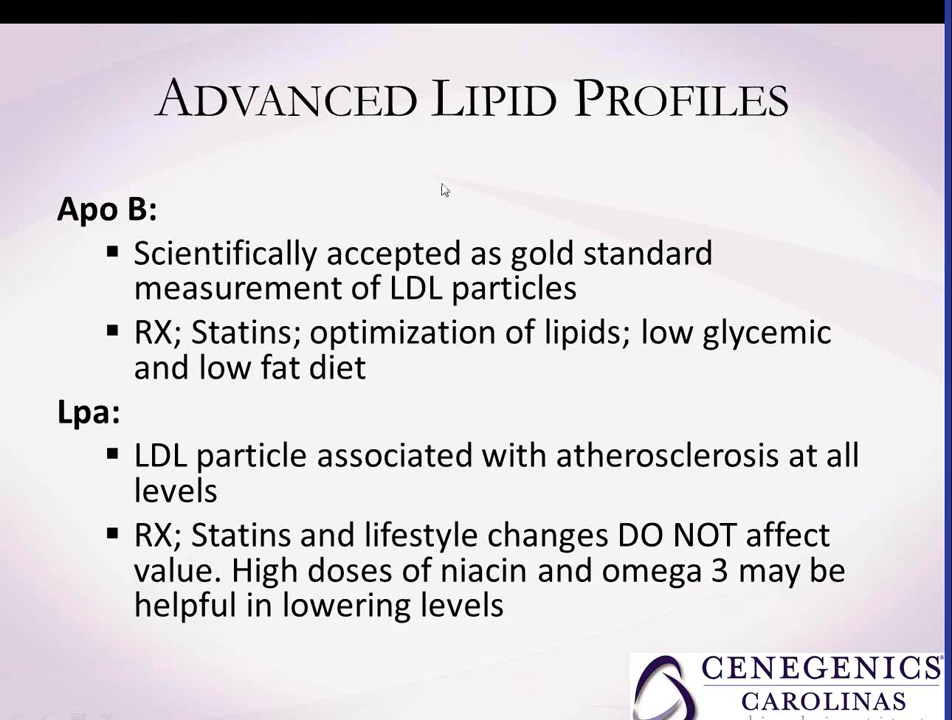 ADVANCED LIPID PROFILES
Apo B:
▪ Scientifically accepted as gold standard
measurement of LDL particles
▪ RX; Statins; optimization of lipids; low glycemic
and low fat diet
Lpa:
▪ LDL particle associated with atherosclerosis at all
levels
▪ RX; Statins and lifestyle changes DO NOT affect
value. High doses of niacin and omega 3 may be
helpful in lowering levels
CENEGENICS®
CAROLINAS